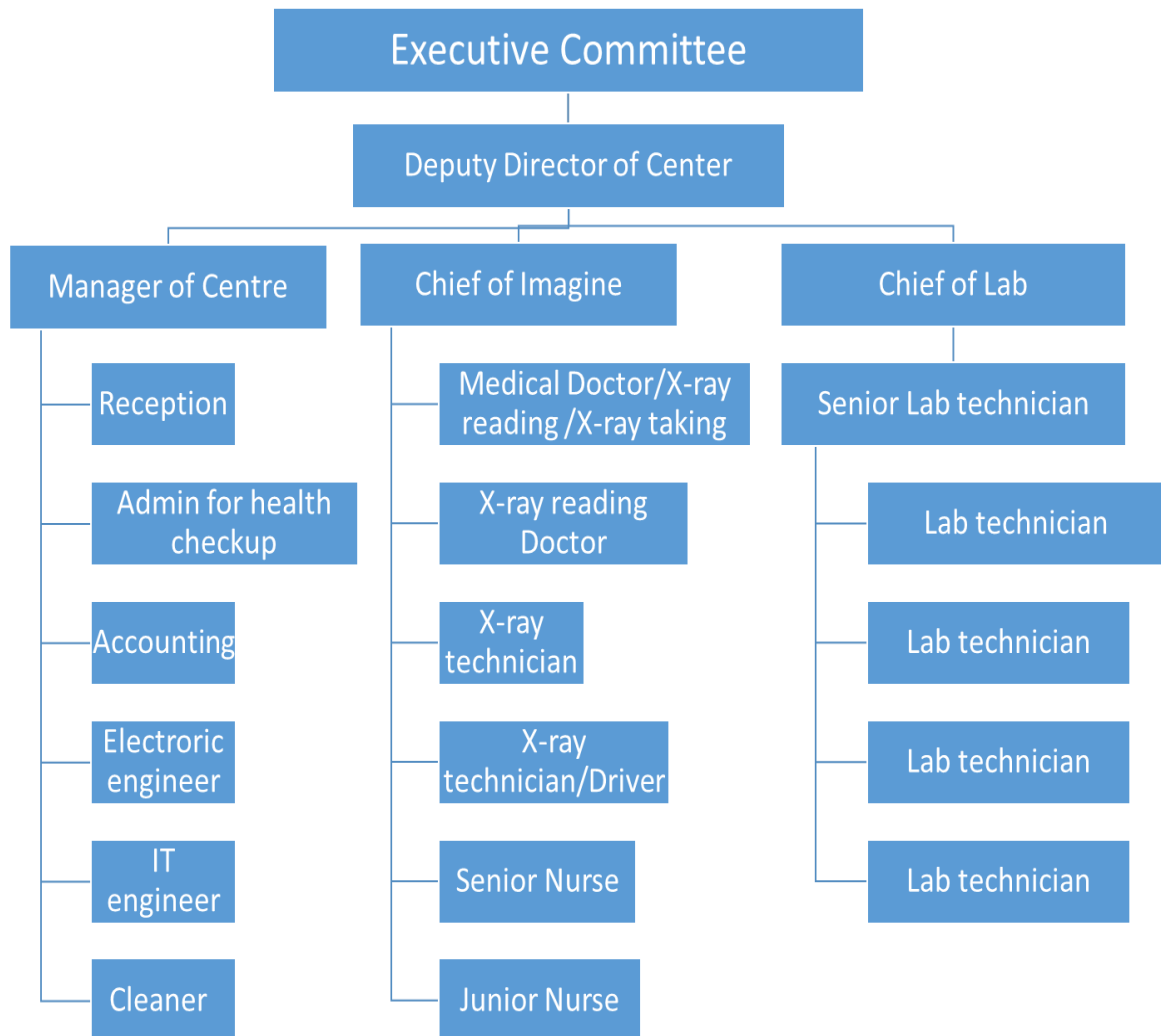 Executive Committee
Deputy Director of Center
Manager of Centre
Reception
Admin for health
checkup
Accounting
Electroric
engineer
IT
engineer
Cleaner
Chief of Imagine
Medical Doctor/X-ray
reading /X-ray taking
X-ray reading
Doctor
X-ray
technician
X-ray
technician/Driver
Senior Nurse
Junior Nurse
Chief of Lab
Senior Lab technician
Lab technician
Lab technician
Lab technician
Lab technician